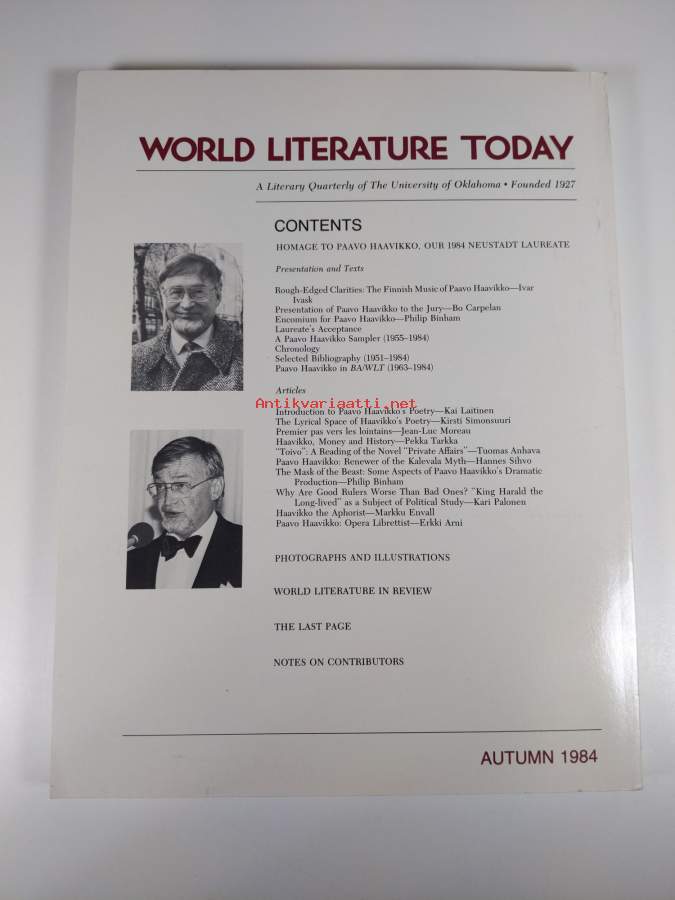 WORLD LITERATURE TODAY
A Literary Quarterly of The University of Oklahoma • Founded 1927
CONTENTS
HOMAGE TO PAAVO HAAVIKKO, OUR 1984 NEUSTADT LAUREATE
Presentation and Texts
Rough-Edged Clarities: The Finnish Music of Paavo Haavikko—Ivar
Ivask
Presentation of Paavo Haavikko to the Jury—Bo Carpelan
Encomium for Paavo Haavikko—Philip Binham
Laureate's Acceptance
A Paavo Haavikko Sampler (1955–1984)
Chronology
Selected Bibliography (1951–1984)
Paavo Haavikko in BA/WLT (1963–1984)
Articles
Antikvariaatti.net
Introduction to Paavo Haavikko's Poetry—Kai Laitinen
The Lyrical Space of Haavikko's Poetry—Kirsti Simonsuuri
Premier pas vers les lointains—Jean-Luc Moreau
Haavikko, Money and History—Pekka Tarkka
"Toivo": A Reading of the Novel "Private Affairs"—Tuomas Anhava
Paavo Haavikko: Renewer of the Kalevala Myth—Hannes Sihvo
The Mask of the Beast: Some Aspects of Paavo Haavikko's Dramatic
Production—Philip Binham
Why Are Good Rulers Worse Than Bad Ones? "King Harald the
Long-lived" as a Subject of Political Study—Kari Palonen
Haavikko the Aphorist—Markku Envall
Paavo Haavikko: Opera Librettist—Erkki Arni
PHOTOGRAPHS AND ILLUSTRATIONS
WORLD LITERATURE IN REVIEW
THE LAST PAGE
NOTES ON CONTRIBUTORS
AUTUMN 1984